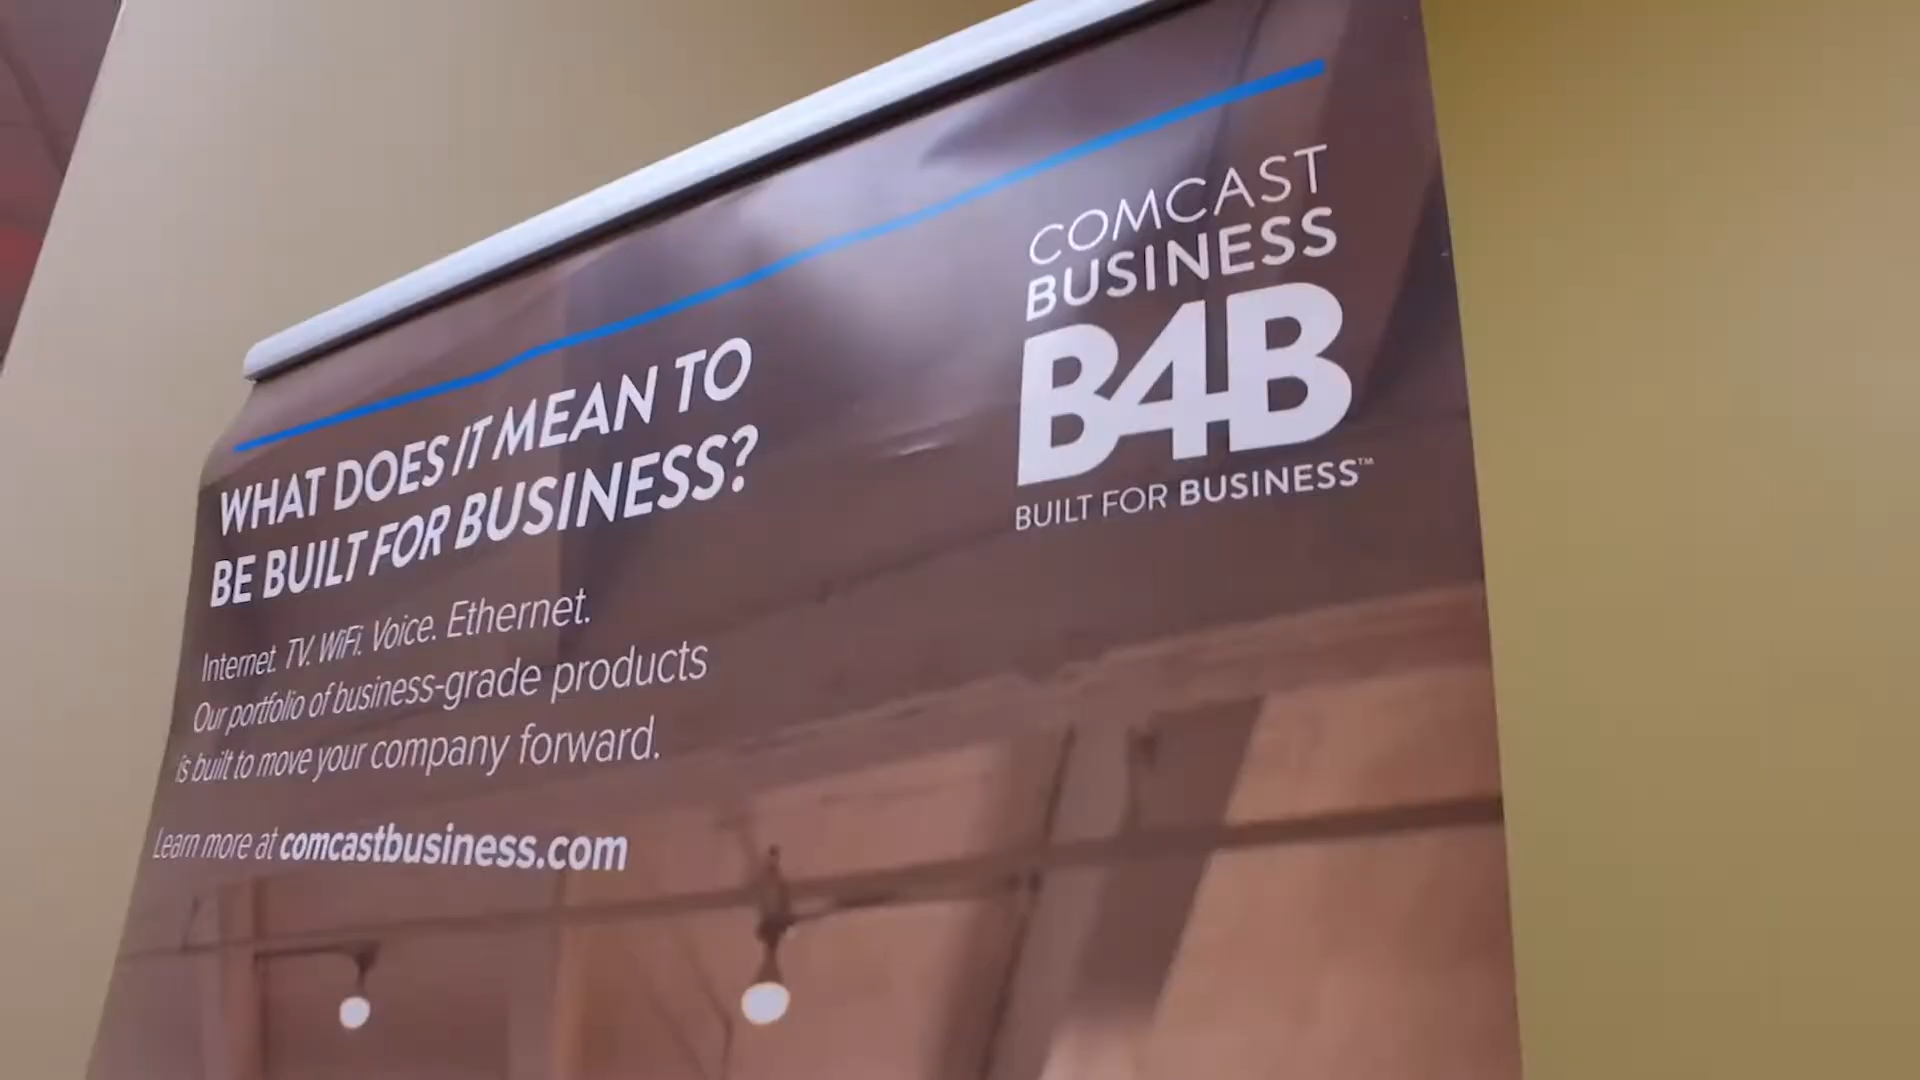 COMCAST
BUSINESS
B4B
BUILT FOR BUSINESS™
WHAT DOES IT MEAN TO
BE BUILT FOR BUSINESS?
Internet. TV. WiFi. Voice. Ethernet.
Our portfolio of business-grade products
is built to move your company forward.
Learn more at comcastbusiness.com